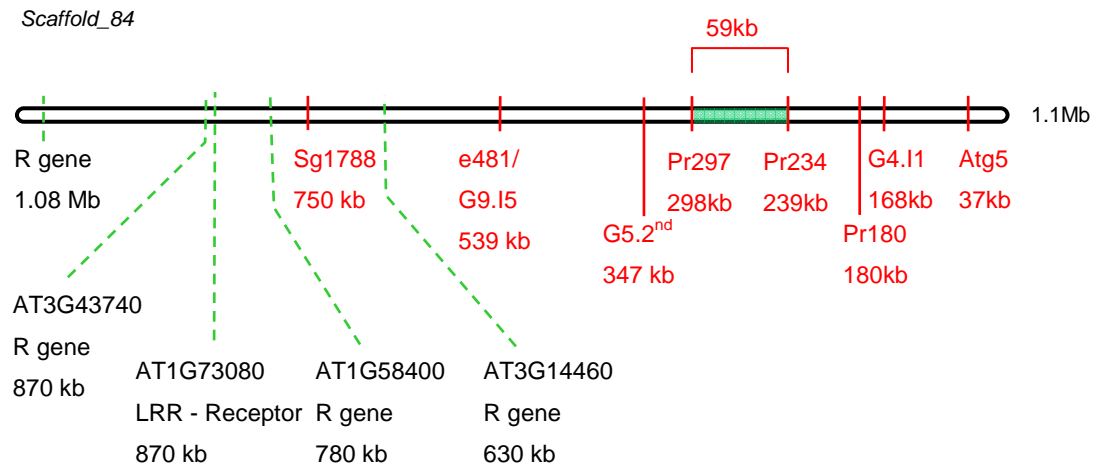 Scaffold_84
59kb
1.1Mb
R gene
1.08 Mb
Sg1788
750 kb
e481/
G9.I5
539 kb
G5.2nd
347 kb
Pr297
298kb
Pr234
239kb
Pr180
180kb
G4.I1
168kb
Atg5
37kb
AT3G43740
R gene
870 kb
AT1G73080
LRR - Receptor
870 kb
AT1G58400
R gene
780 kb
AT3G14460
R gene
630 kb